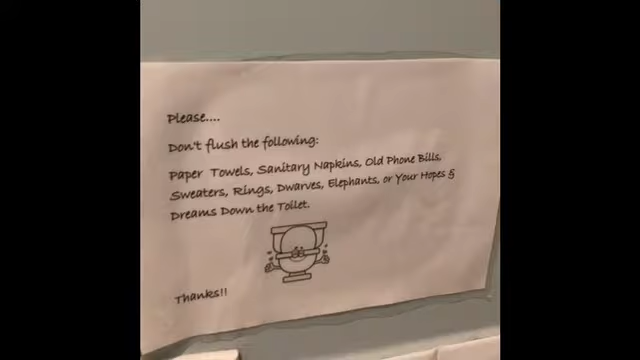 Please....
Don't flush the following:
Paper Towels, Sanitary Napkins, Old Phone Bills,
Sweaters, Rings, Dwarves, Elephants, or Your Hopes &
Dreams Down the Toilet.
Thanks!!